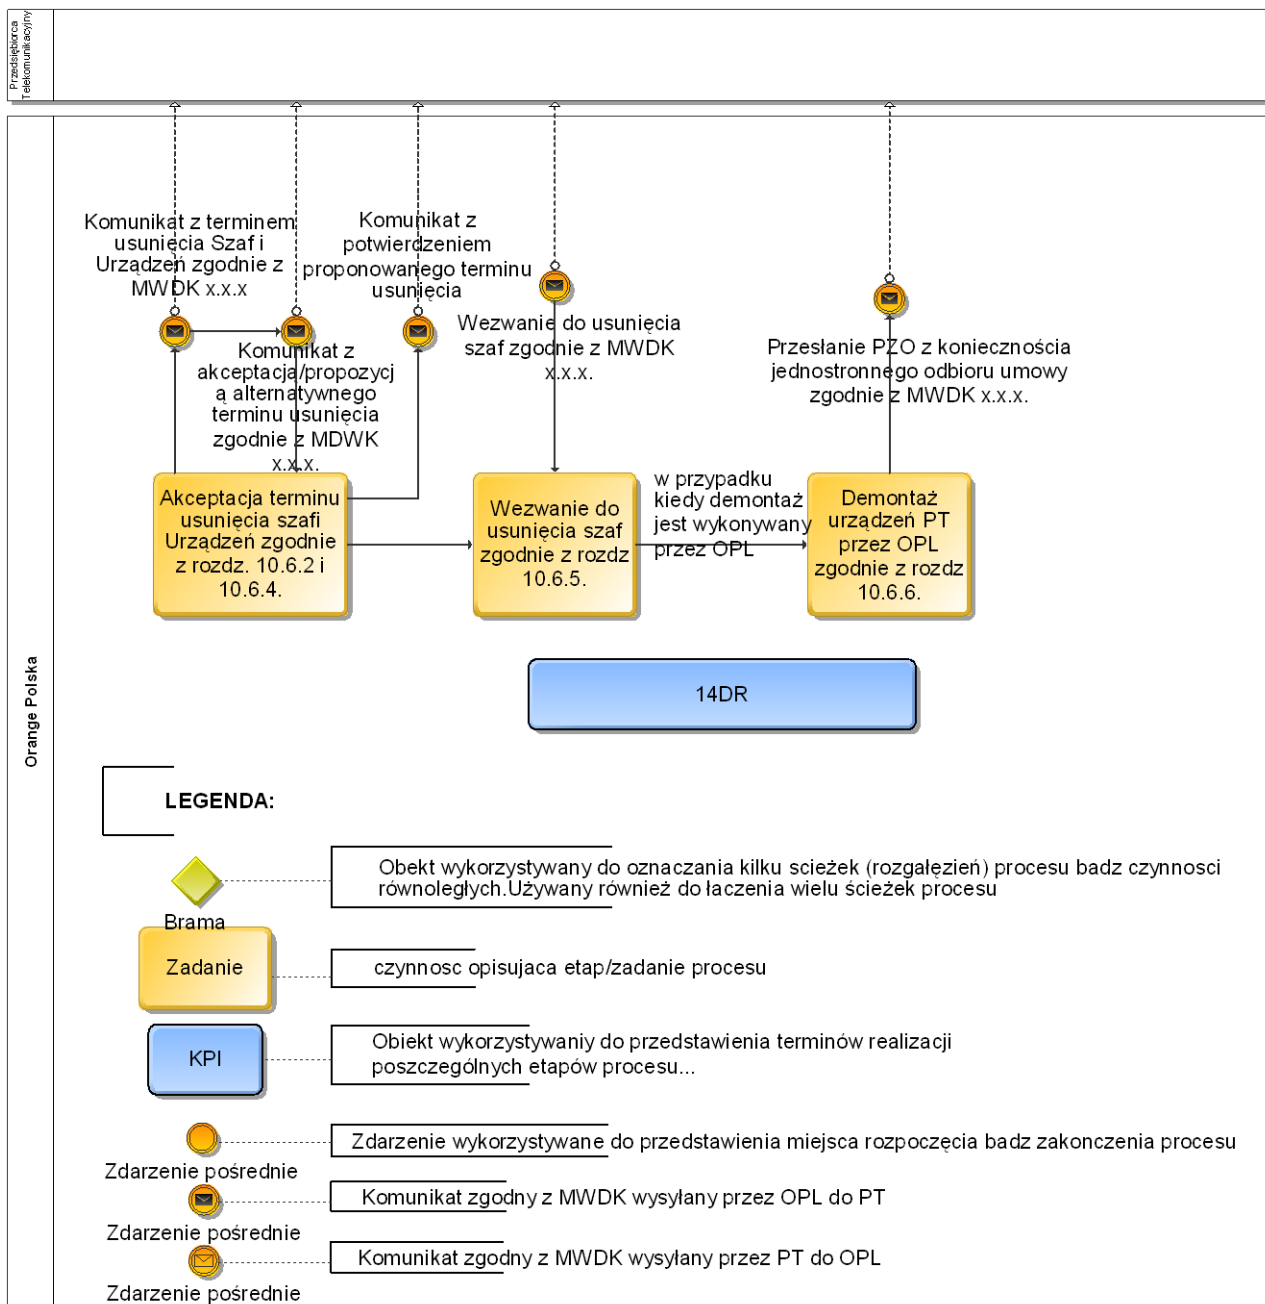 Przedsiębiorca
Telekomunikacyjny
Orange Polska
Komunikat z terminem
usunięcia Szaf i
Urządzeń zgodnie z
MWDK x.x.x
Komunikat z
potwierdzeniem
proponowanego terminu
usunięcia
Komunikat z
akceptacją/propozycj
ą alternatywnego
terminu usunięcia
zgodnie z MDWK
x.x.x.
Wezwanie do usunięcia
szaf zgodnie z MWDK
x.x.x.
Przesłanie PZO z koniecznościa
jednostronnego odbioru umowy
zgodnie z MWDK x.x.x.
Akceptacja terminu
usunięcia szafi
Urządzeń zgodnie
z rozdz. 10.6.2 i
10.6.4.
Wezwanie do
usunięcia szaf
zgodnie z rozdz
10.6.5.
w przypadku
kiedy demontaż
jest wykonywany
przez OPL
Demontaż
urządzeń PT
przez OPL
zgodnie z rozdz
10.6.6.
14DR
LEGENDA:
Obekt wykorzystywany do oznaczania kilku scieżek (rozgałęzień) procesu badz czynnosci
równoległych.Używany również do łaczenia wielu ścieżek procesu
Brama
Zadanie
czynnosc opisujaca etap/zadanie procesu
KPI
Obiekt wykorzystywaniy do przedstawienia terminów realizacji
poszczególnych etapów procesu...
Zdarzenie wykorzystywane do przedstawienia miejsca rozpoczęcia badz zakonczenia procesu
Zdarzenie pośrednie
Komunikat zgodny z MWDK wysyłany przez OPL do PT
Zdarzenie pośrednie
Komunikat zgodny z MWDK wysyłany przez PT do OPL
Zdarzenie pośrednie